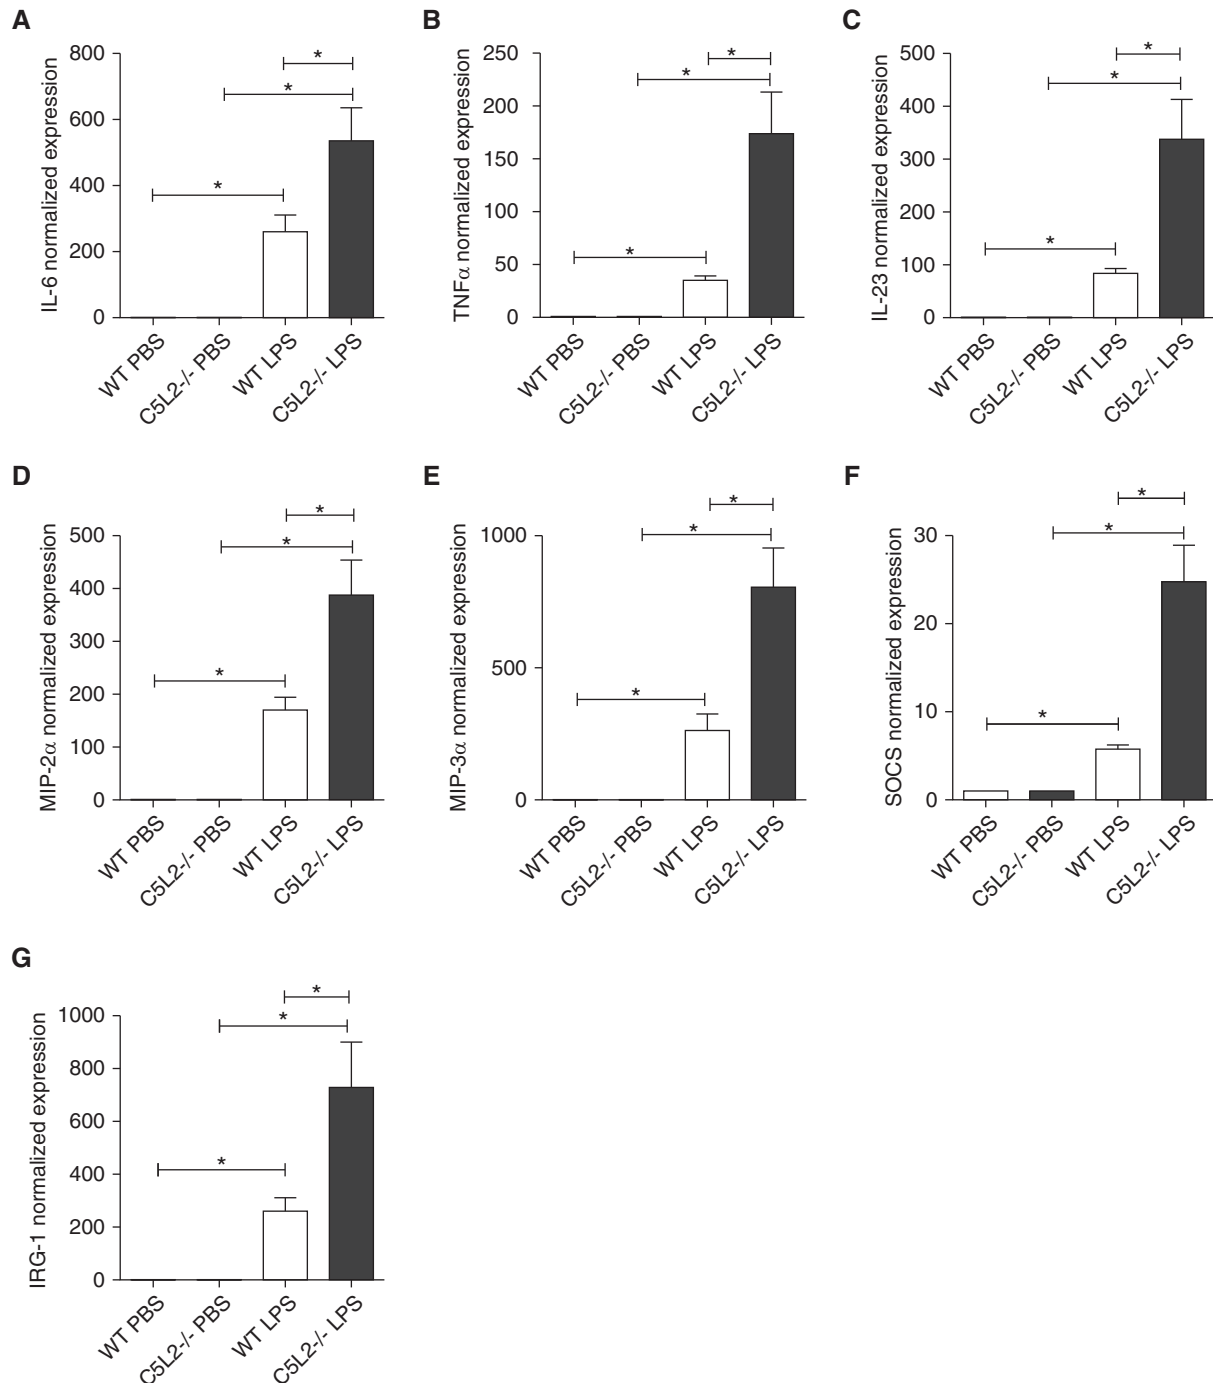 A
IL-6 normalized expression
800
600
400
200
0
*
*
*
WT PBS
C5L2-/- PBS
WT LPS
C5L2-/- LPS
B
TNFα normalized expression
250
200
150
100
50
0
*
*
*
WT PBS
C5L2-/- PBS
WT LPS
C5L2-/- LPS
C
IL-23 normalized expression
500
400
300
200
100
0
*
*
*
WT PBS
C5L2-/- PBS
WT LPS
C5L2-/- LPS
D
MIP-2α normalized expression
500
400
300
200
100
0
*
*
*
WT PBS
C5L2-/- PBS
WT LPS
C5L2-/- LPS
E
MIP-3α normalized expression
1000
500
0
*
*
*
WT PBS
C5L2-/- PBS
WT LPS
C5L2-/- LPS
F
SOCS normalized expression
30
20
10
0
*
*
*
WT PBS
C5L2-/- PBS
WT LPS
C5L2-/- LPS
G
IRG-1 normalized expression
1000
800
600
400
200
0
*
*
*
WT PBS
C5L2-/- PBS
WT LPS
C5L2-/- LPS